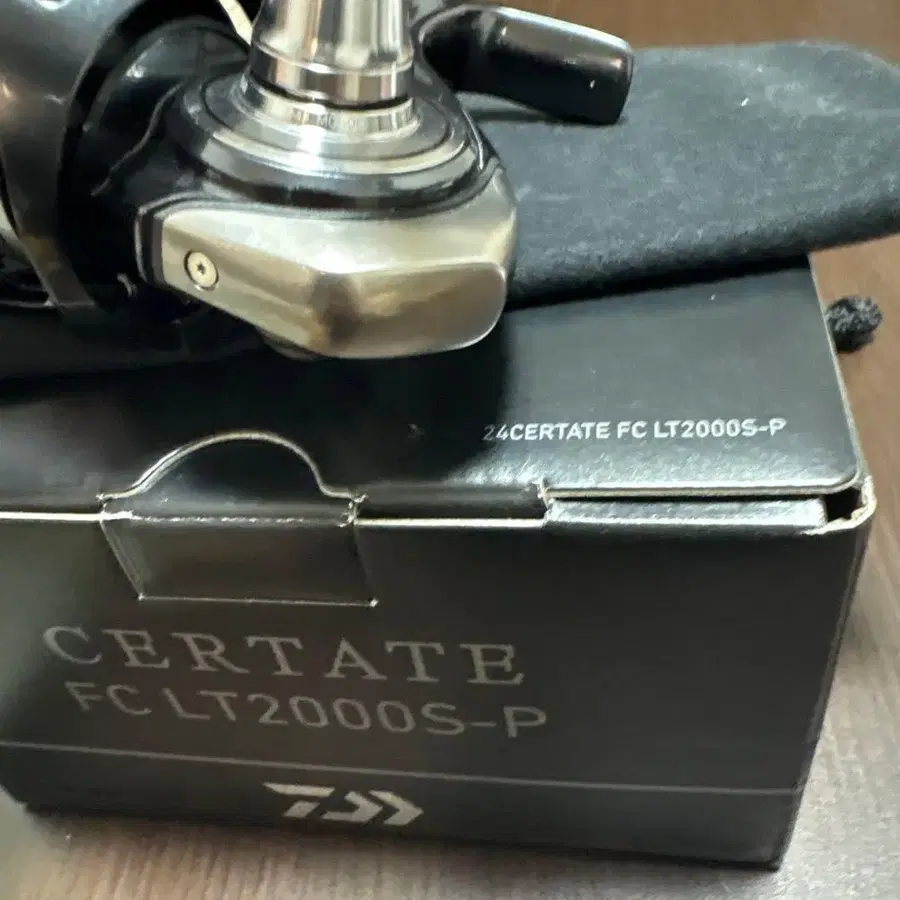 24CERTATE FC LT2000S-P
CERTATE
FC LT2000S-P